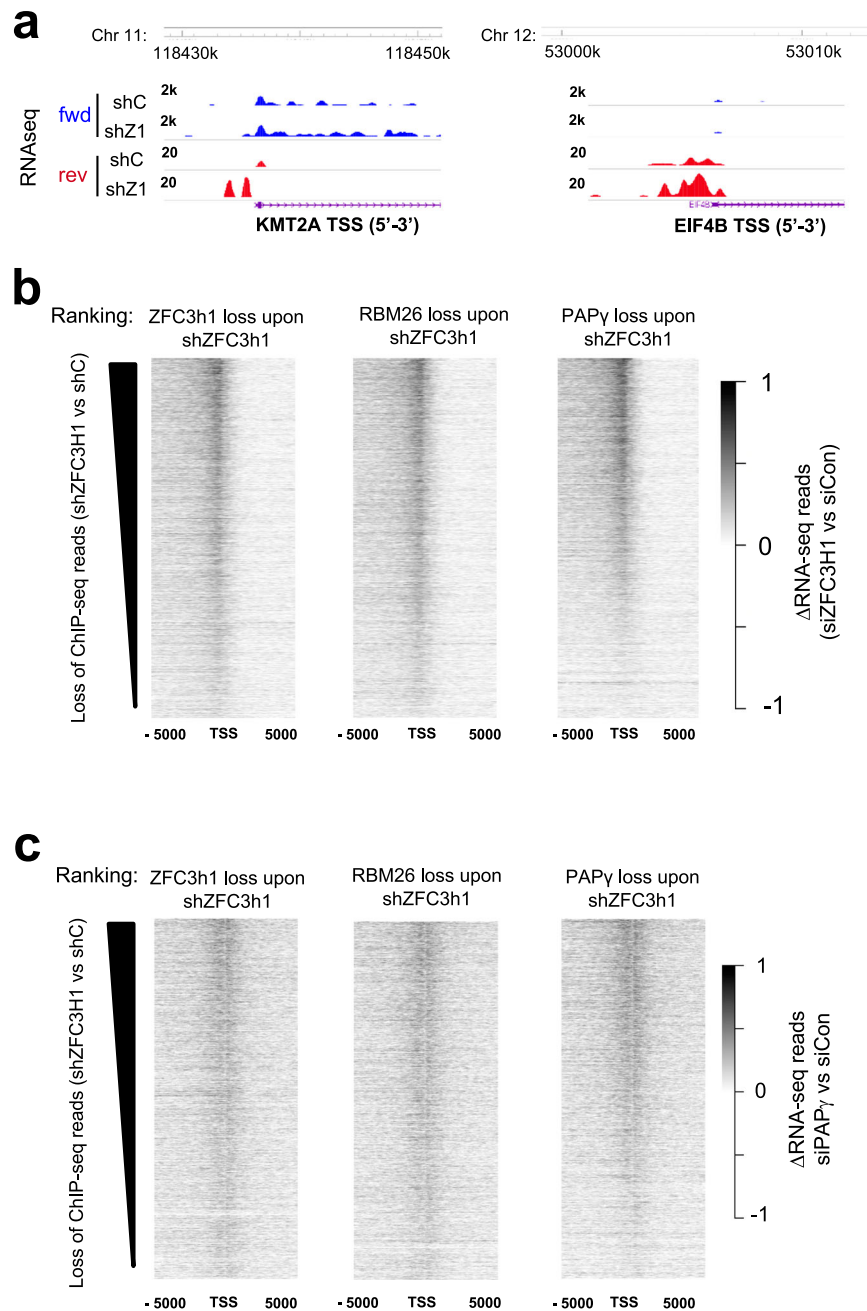 a
Chr 11:
118430k
118450k
Chr 12:
53000k
53010k
RNAseq
fwd
shC
2k
shZ1
2k
rev
shC
20
shZ1
20
2k
2k
20
20
EIF4B
KMT2A TSS (5'-3')
EIF4B TSS (5'-3')
b
Ranking:
ZFC3h1 loss upon
shZFC3h1
RBM26 loss upon
shZFC3h1
PAPγ loss upon
shZFC3h1
Loss of ChIP-seq reads (shZFC3H1 vs shC)
1
0
-1
ΔRNA-seq reads
(siZFC3H1 vs siCon)
- 5000 TSS 5000
- 5000 TSS 5000
- 5000 TSS 5000
c
Ranking:
ZFC3h1 loss upon
shZFC3h1
RBM26 loss upon
shZFC3h1
PAPγ loss upon
shZFC3h1
Loss of ChIP-seq reads (shZFC3H1 vs shC)
1
0
-1
ΔRNA-seq reads
siPAPγ vs siCon
- 5000 TSS 5000
- 5000 TSS 5000
- 5000 TSS 5000